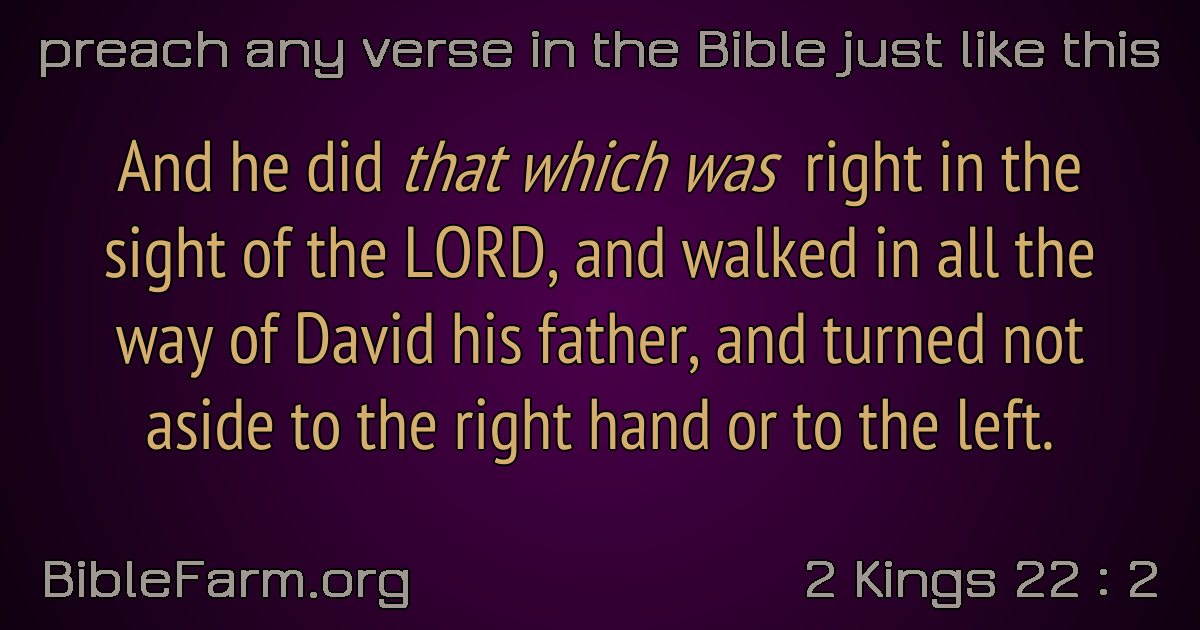 preach any verse in the Bible just like this
And he did that which was right in the
sight of the LORD, and walked in all the
way of David his father, and turned not
aside to the right hand or to the left.
BibleFarm.org
2 Kings 22 : 2